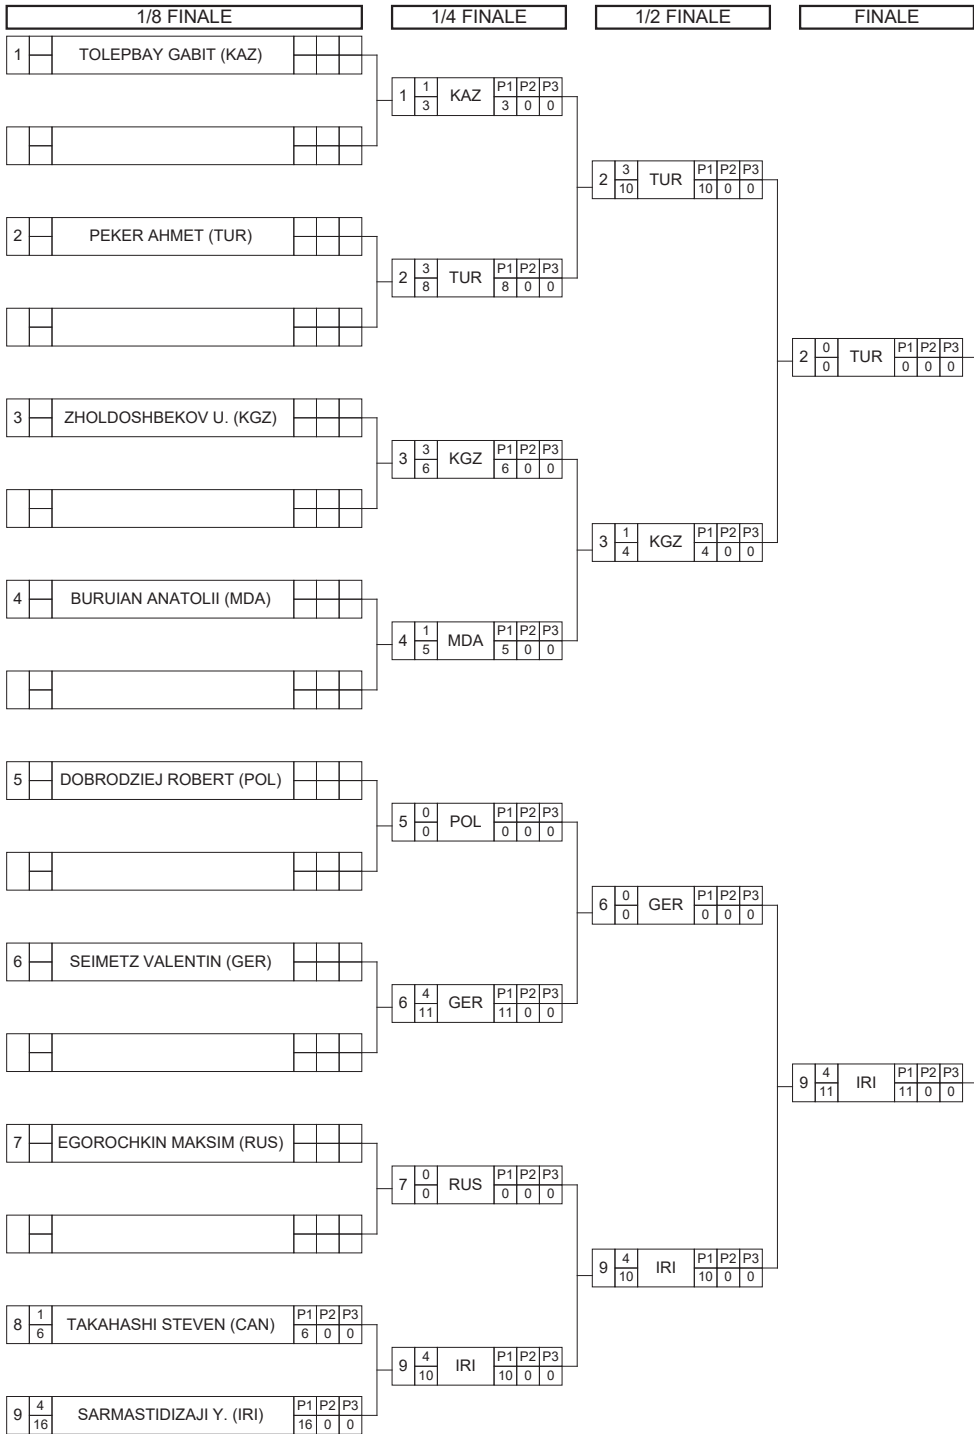 1/8 FINALE 1/4 FINALE 1/2 FINALE FINALE
1 TOLEPBAY GABIT (KAZ)
1 1 KAZ P1 P2 P3
3 3 0 0
2 3 TUR P1 P2 P3
10 10 0 0
2 PEKER AHMET (TUR)
2 3 TUR P1 P2 P3
8 8 0 0
2 0 TUR P1 P2 P3
0 0 0 0
3 ZHOLDOSHBEKOV U. (KGZ)
3 3 KGZ P1 P2 P3
6 6 0 0
3 1 KGZ P1 P2 P3
4 4 0 0
4 BURUIAN ANATOLII (MDA)
4 1 MDA P1 P2 P3
5 5 0 0
5 DOBRODZIEJ ROBERT (POL)
5 0 POL P1 P2 P3
0 0 0 0
6 0 GER P1 P2 P3
0 0 0 0
6 SEIMETZ VALENTIN (GER)
6 4 GER P1 P2 P3
11 11 0 0
9 4 IRI P1 P2 P3
11 11 0 0
7 EGOROCHKIN MAKSIM (RUS)
7 0 RUS P1 P2 P3
0 0 0 0
9 4 IRI P1 P2 P3
10 10 0 0
8 1 TAKAHASHI STEVEN (CAN) P1 P2 P3
6 6 0 0
9 4 IRI P1 P2 P3
10 10 0 0
9 4 SARMASTIDIZAJI Y. (IRI) P1 P2 P3
16 16 0 0